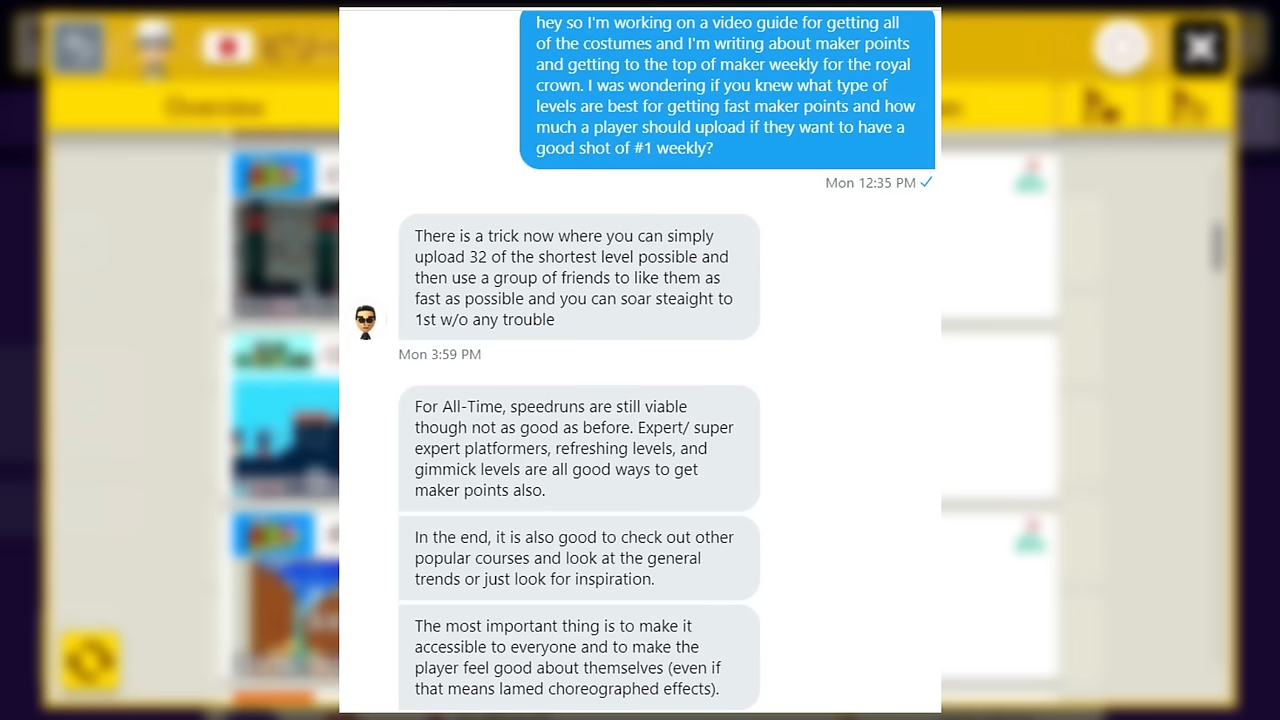 hey so I'm working on a video guide for getting all
of the costumes and I'm writing about maker points
and getting to the top of maker weekly for the royal
crown. I was wondering if you knew what type of
levels are best for getting fast maker points and how
much a player should upload if they want to have a
good shot of #1 weekly?
Mon 12:35 PM
There is a trick now where you can simply
upload 32 of the shortest level possible and
then use a group of friends to like them as
fast as possible and you can soar steaight to
1st w/o any trouble
Mon 3:59 PM
For All-Time, speedruns are still viable
though not as good as before. Expert/ super
expert platformers, refreshing levels, and
gimmick levels are all good ways to get
maker points also.
In the end, it is also good to check out other
popular courses and look at the general
trends or just look for inspiration.
The most important thing is to make it
accessible to everyone and to make the
player feel good about themselves (even if
that means lamed choreographed effects).
Overview